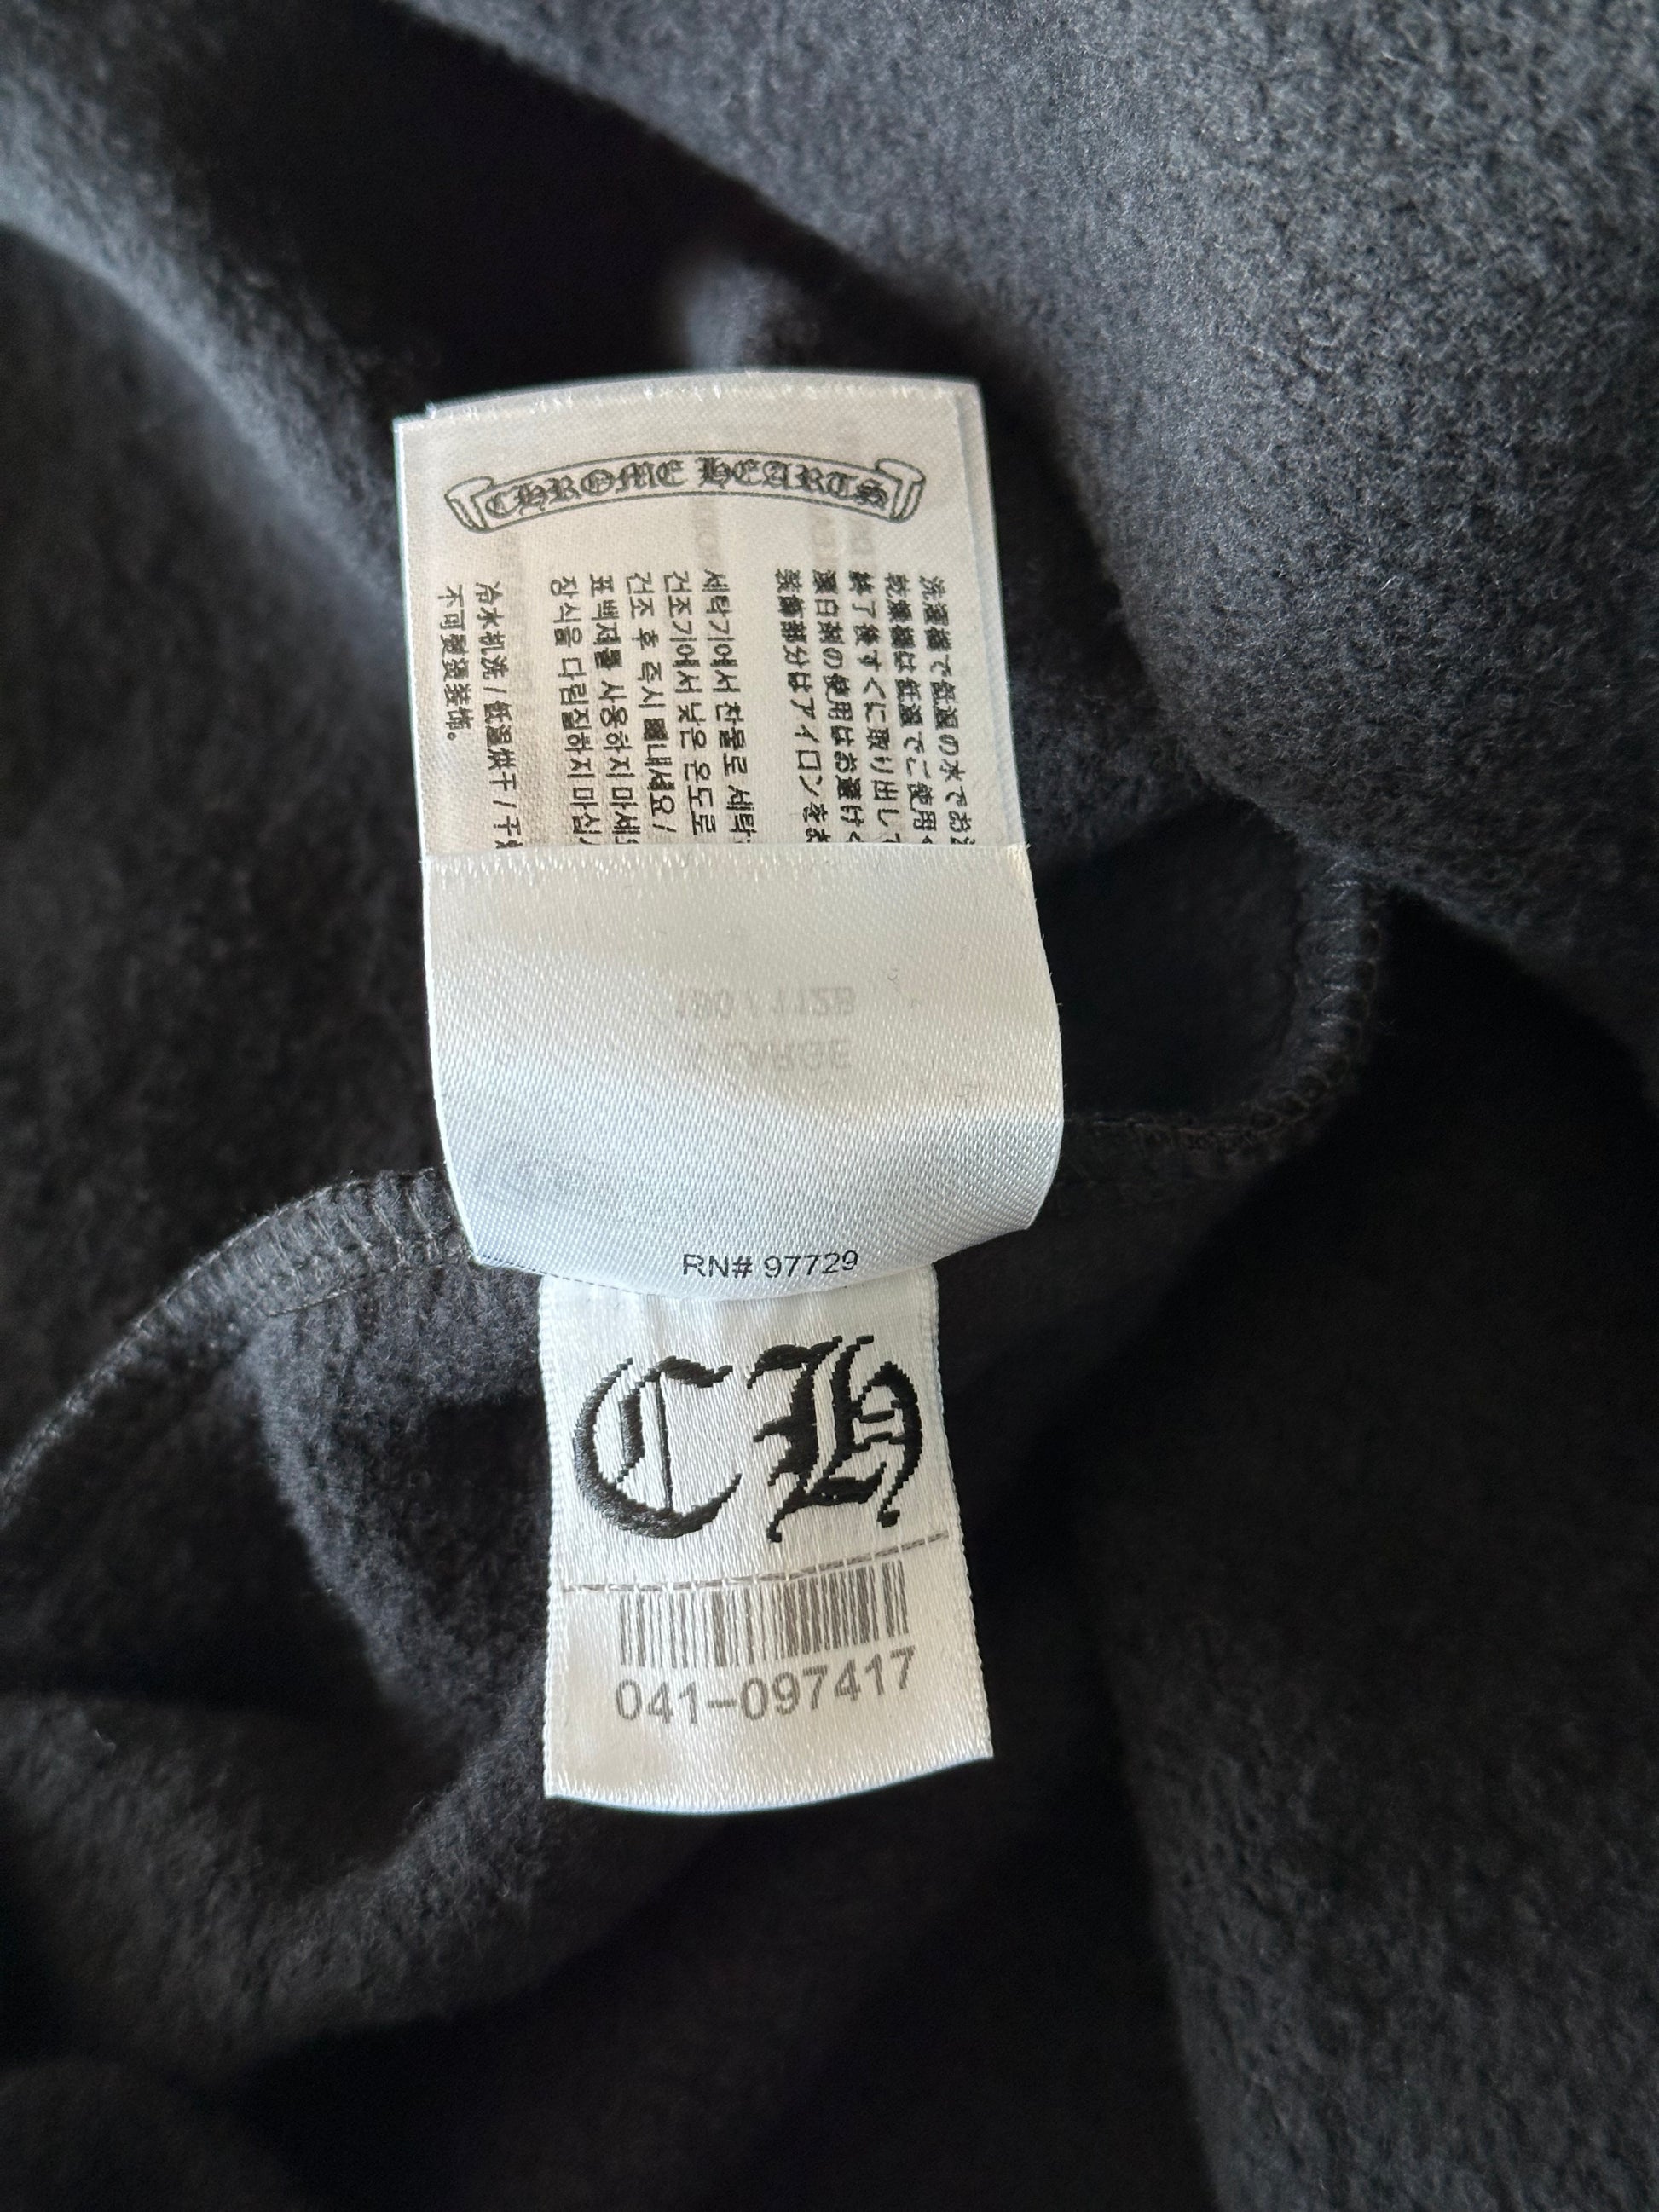 CHROME HEARTS
洗濯機で低温の水でお
乾燥機は低温でご使用
終了後すぐに取り出して
漂白剤の使用はお避けく
装飾部分はアイロンを
세탁기에서 찬물로 세탁
건조기에서 낮은 온도로
건조 후 즉시 꺼내세요 /
표백제를 사용하지 마세
장식을 다림질하지 마십
冷水机洗 / 低温烘干 / 干
不可熨烫装饰。
RN# 97729
CH
041-097417